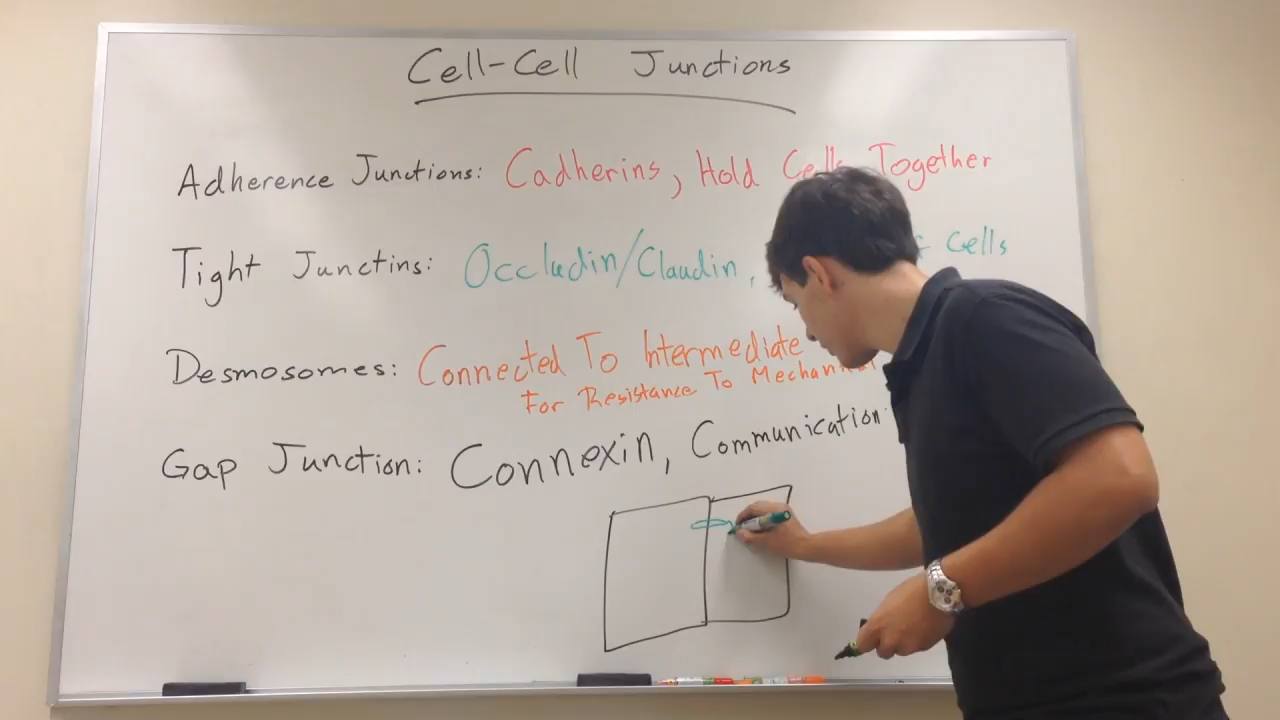 Cell-Cell Junctions
Adherence Junctions: Cadherins, Hold Cells Together
Tight Junctins: Occludin/Claudin, Cells
Desmosomes: Connected To Intermediate
For Resistance To
Gap Junction: Connexin, Communication